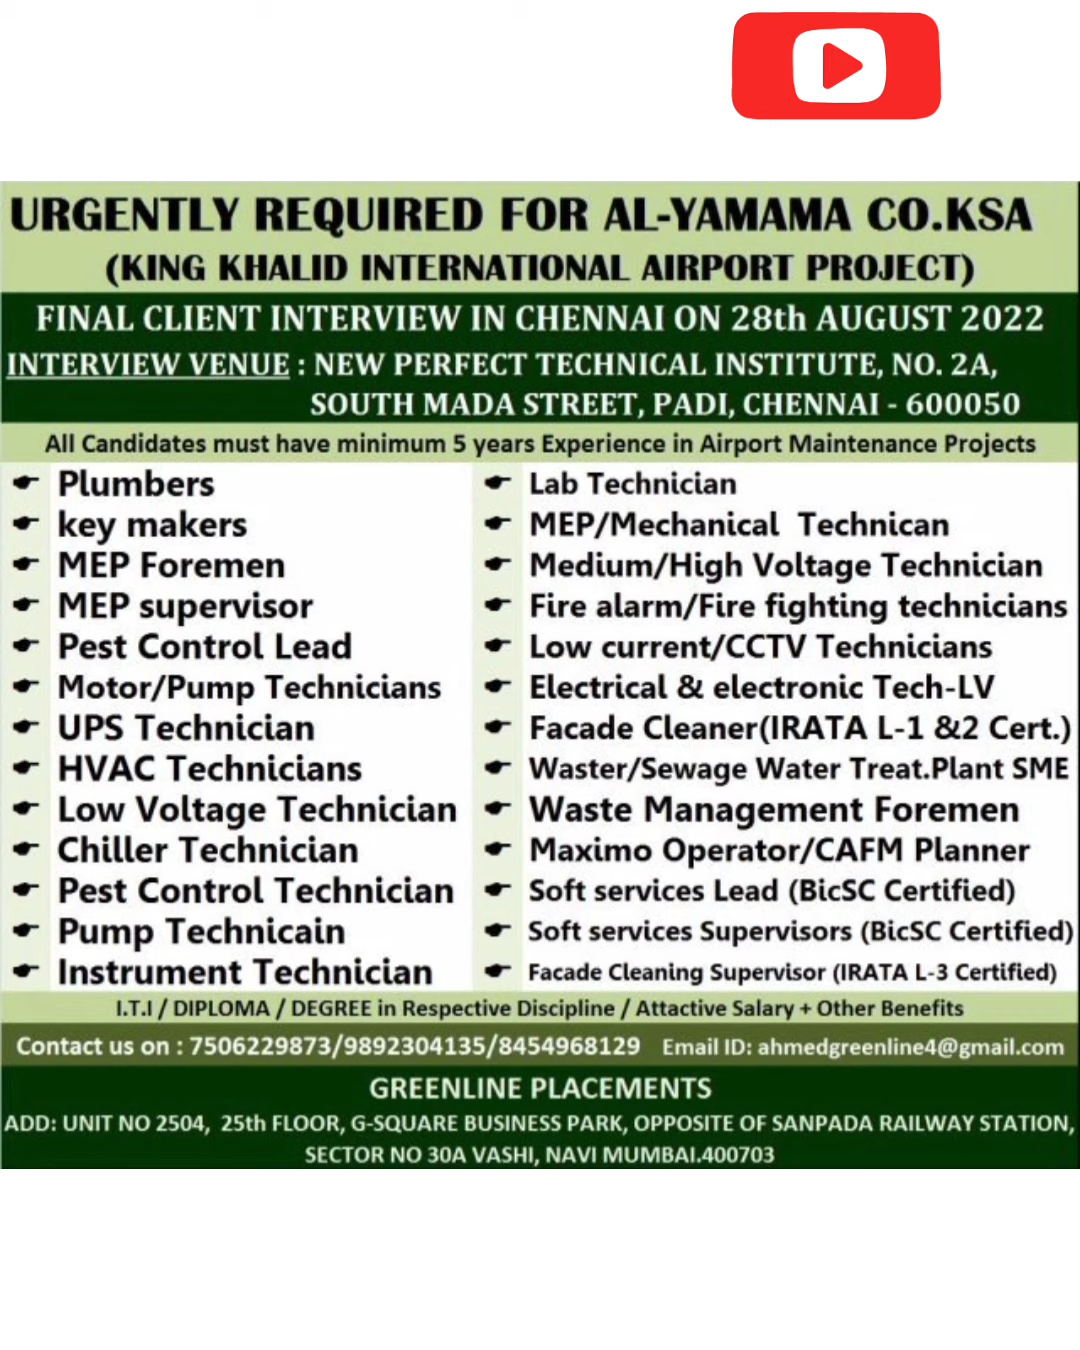 URGENTLY REQUIRED FOR AL-YAMAMA CO.KSA
(KING KHALID INTERNATIONAL AIRPORT PROJECT)
FINAL CLIENT INTERVIEW IN CHENNAI ON 28th AUGUST 2022
INTERVIEW VENUE : NEW PERFECT TECHNICAL INSTITUTE, NO. 2A,
SOUTH MADA STREET, PADI, CHENNAI - 600050
All Candidates must have minimum 5 years Experience in Airport Maintenance Projects
Plumbers
key makers
MEP Foremen
MEP supervisor
Pest Control Lead
Motor/Pump Technicians
UPS Technician
HVAC Technicians
Low Voltage Technician
Chiller Technician
Pest Control Technician
Pump Technicain
Instrument Technician
Lab Technician
MEP/Mechanical Technican
Medium/High Voltage Technician
Fire alarm/Fire fighting technicians
Low current/CCTV Technicians
Electrical & electronic Tech-LV
Facade Cleaner(IRATA L-1 &2 Cert.)
Waster/Sewage Water Treat.Plant SME
Waste Management Foremen
Maximo Operator/CAFM Planner
Soft services Lead (BicSC Certified)
Soft services Supervisors (BicSC Certified)
Facade Cleaning Supervisor (IRATA L-3 Certified)
I.T.I / DIPLOMA / DEGREE in Respective Discipline / Attactive Salary + Other Benefits
Contact us on : 7506229873/9892304135/8454968129 Email ID: ahmedgreenline4@gmail.com
GREENLINE PLACEMENTS
ADD: UNIT NO 2504, 25th FLOOR, G-SQUARE BUSINESS PARK, OPPOSITE OF SANPADA RAILWAY STATION,
SECTOR NO 30A VASHI, NAVI MUMBAI.400703